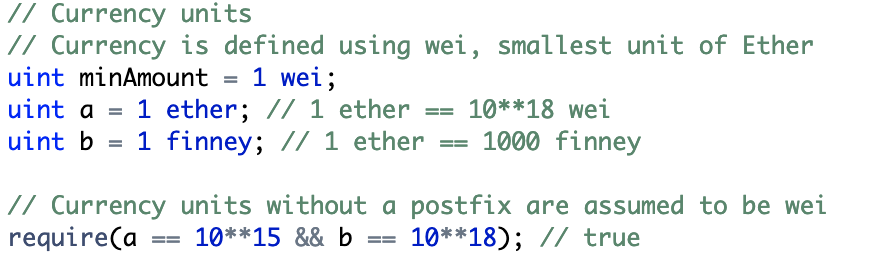 // Currency units
// Currency is defined using wei, smallest unit of Ether
uint minAmount = 1 wei;
uint a = 1 ether; // 1 ether == 10**18 wei
uint b = 1 finney; // 1 ether == 1000 finney
// Currency units without a postfix are assumed to be wei
require(a == 10**15 && b == 10**18); // true